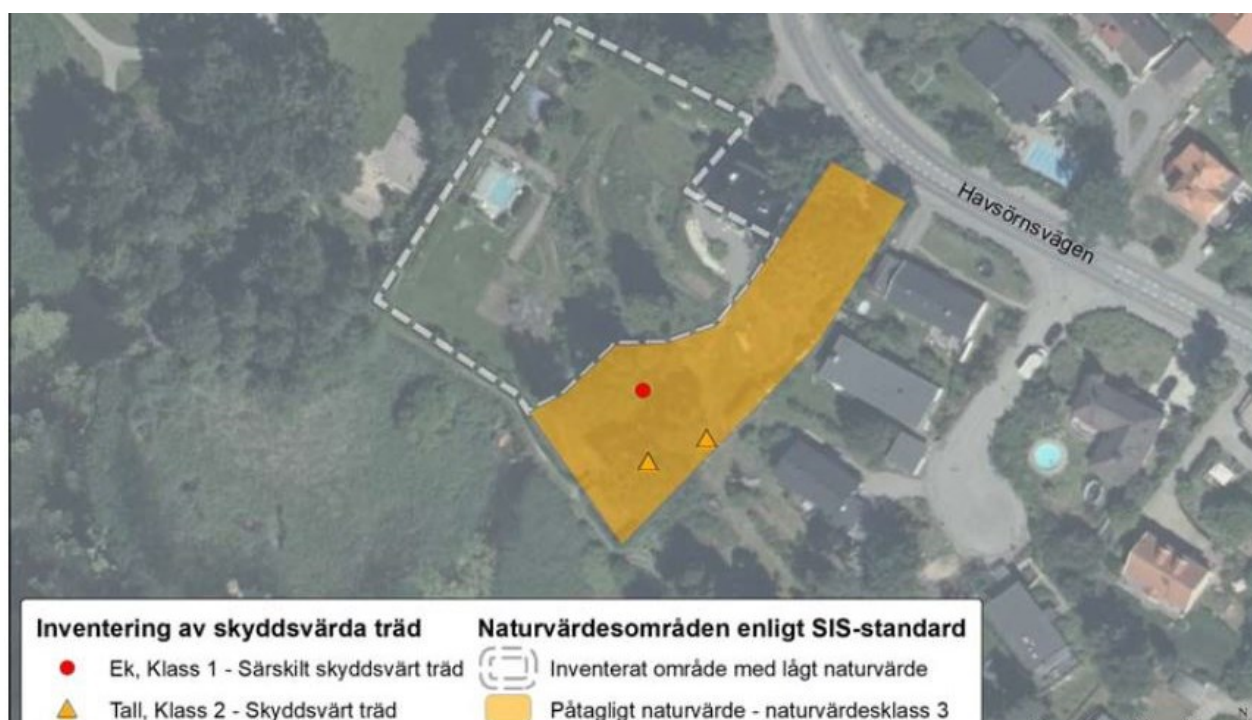 Havsörnsvägen
Inventering av skyddsvärda träd
Ek, Klass 1 - Särskilt skyddsvärt träd
Tall, Klass 2 - Skyddsvärt träd
Naturvärdesområden enligt SIS-standard
Inventerat område med lågt naturvärde
Påtagligt naturvärde - naturvärdesklass 3